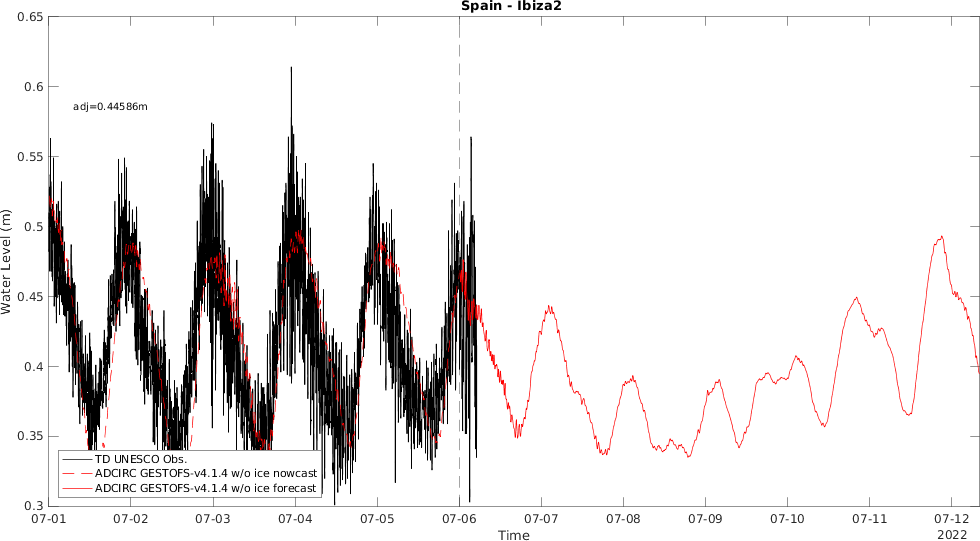 Spain - Ibiza2
0.65
0.6
0.55
0.5
0.45
0.4
0.35
0.3
Water Level (m)
adj=0.44586m
TD UNESCO Obs.
ADCIRC GESTOFS-v4.1.4 w/o ice nowcast
ADCIRC GESTOFS-v4.1.4 w/o ice forecast
07-01 07-02 07-03 07-04 07-05 07-06 07-07 07-08 07-09 07-10 07-11 07-12
Time
2022